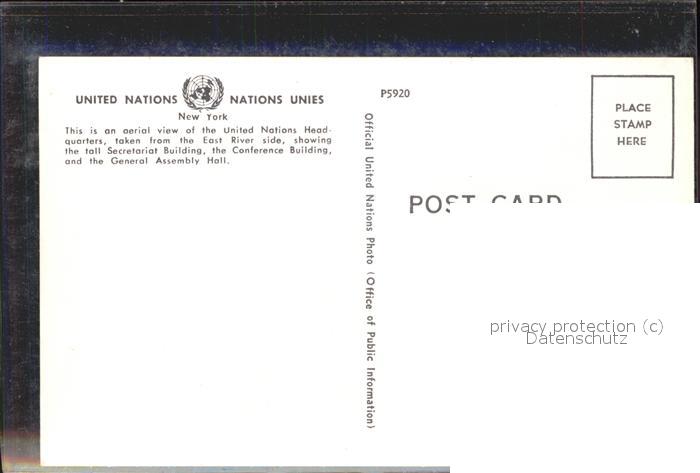 UNITED NATIONS NATIONS UNIES
New York
This is an aerial view of the United Nations Head-
quarters, taken from the East River side, showing
the tall Secretariat Building, the Conference Building,
and the General Assembly Hall.
Official United Nations Photo (Office of Public Information)
P5920
PLACE
STAMP
HERE
POST CARD
privacy protection (c)
Datenschutz